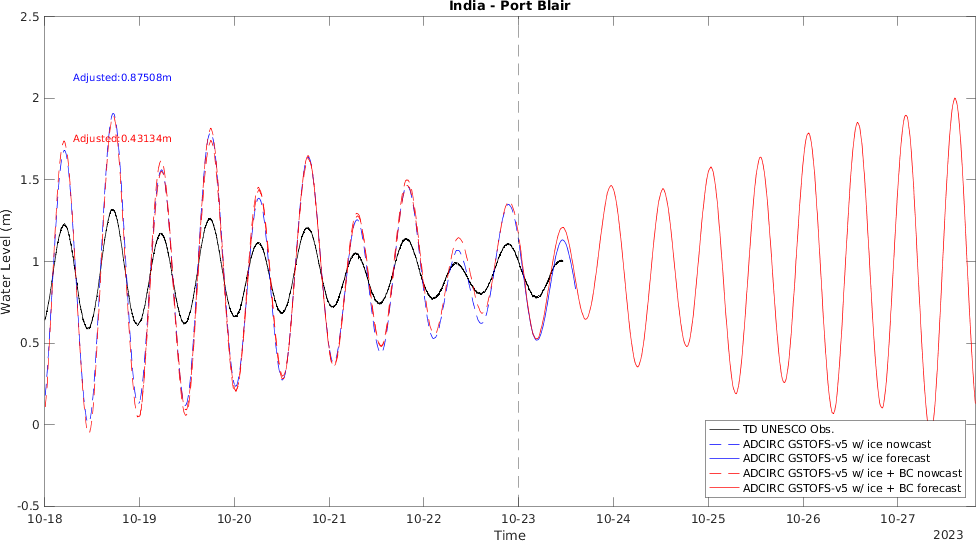 India - Port Blair
2.5
2
1.5
1
0.5
0
-0.5
Water Level (m)
Adjusted:0.87508m
Adjusted:0.43134m
TD UNESCO Obs.
ADCIRC GSTOFS-v5 w/ ice nowcast
ADCIRC GSTOFS-v5 w/ ice forecast
ADCIRC GSTOFS-v5 w/ ice + BC nowcast
ADCIRC GSTOFS-v5 w/ ice + BC forecast
10-18 10-19 10-20 10-21 10-22 10-23 10-24 10-25 10-26 10-27
Time
2023